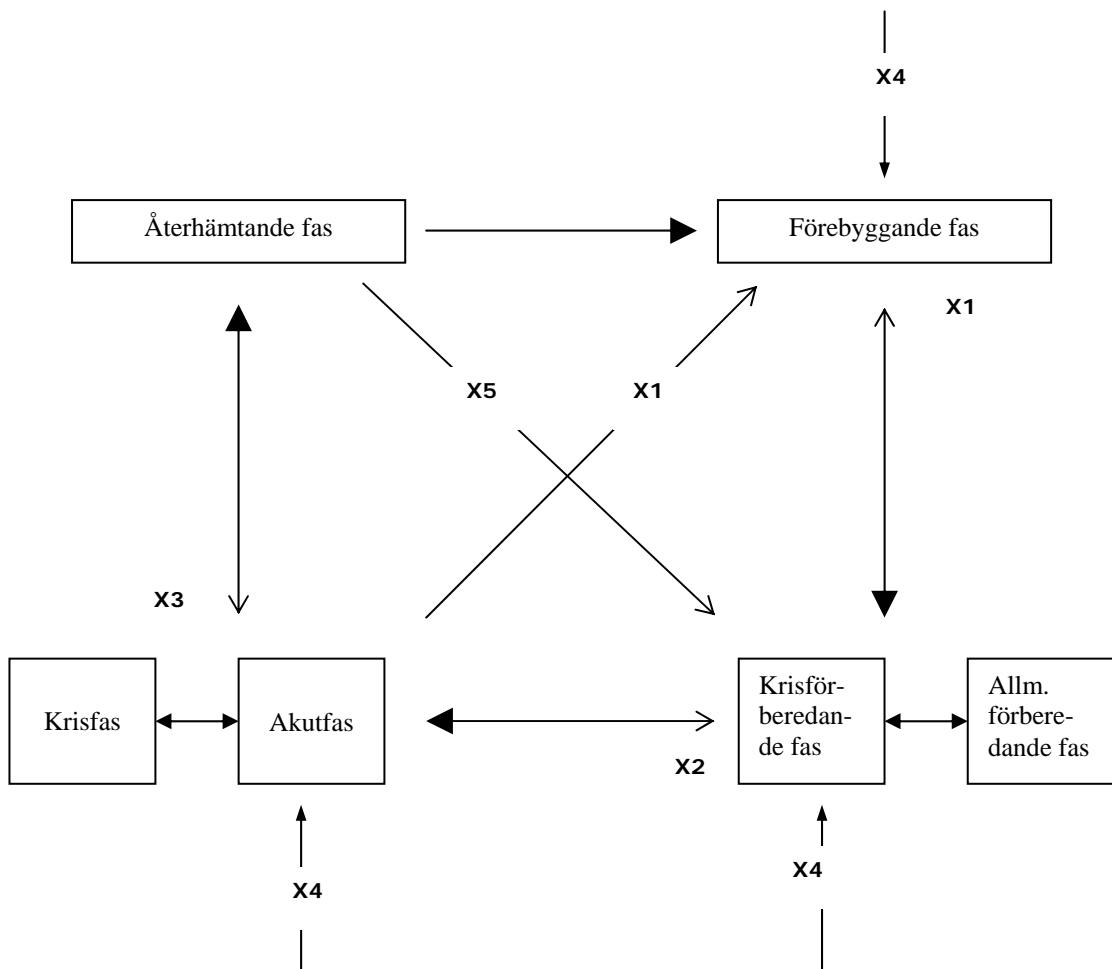 X4
Återhämtande fas
Förebyggande fas
X1
X5
X1
X3
Krisfas
Akutfas
Krisför-
beredan-
de fas
Allm.
förbere-
dande fas
X2
X4
X4